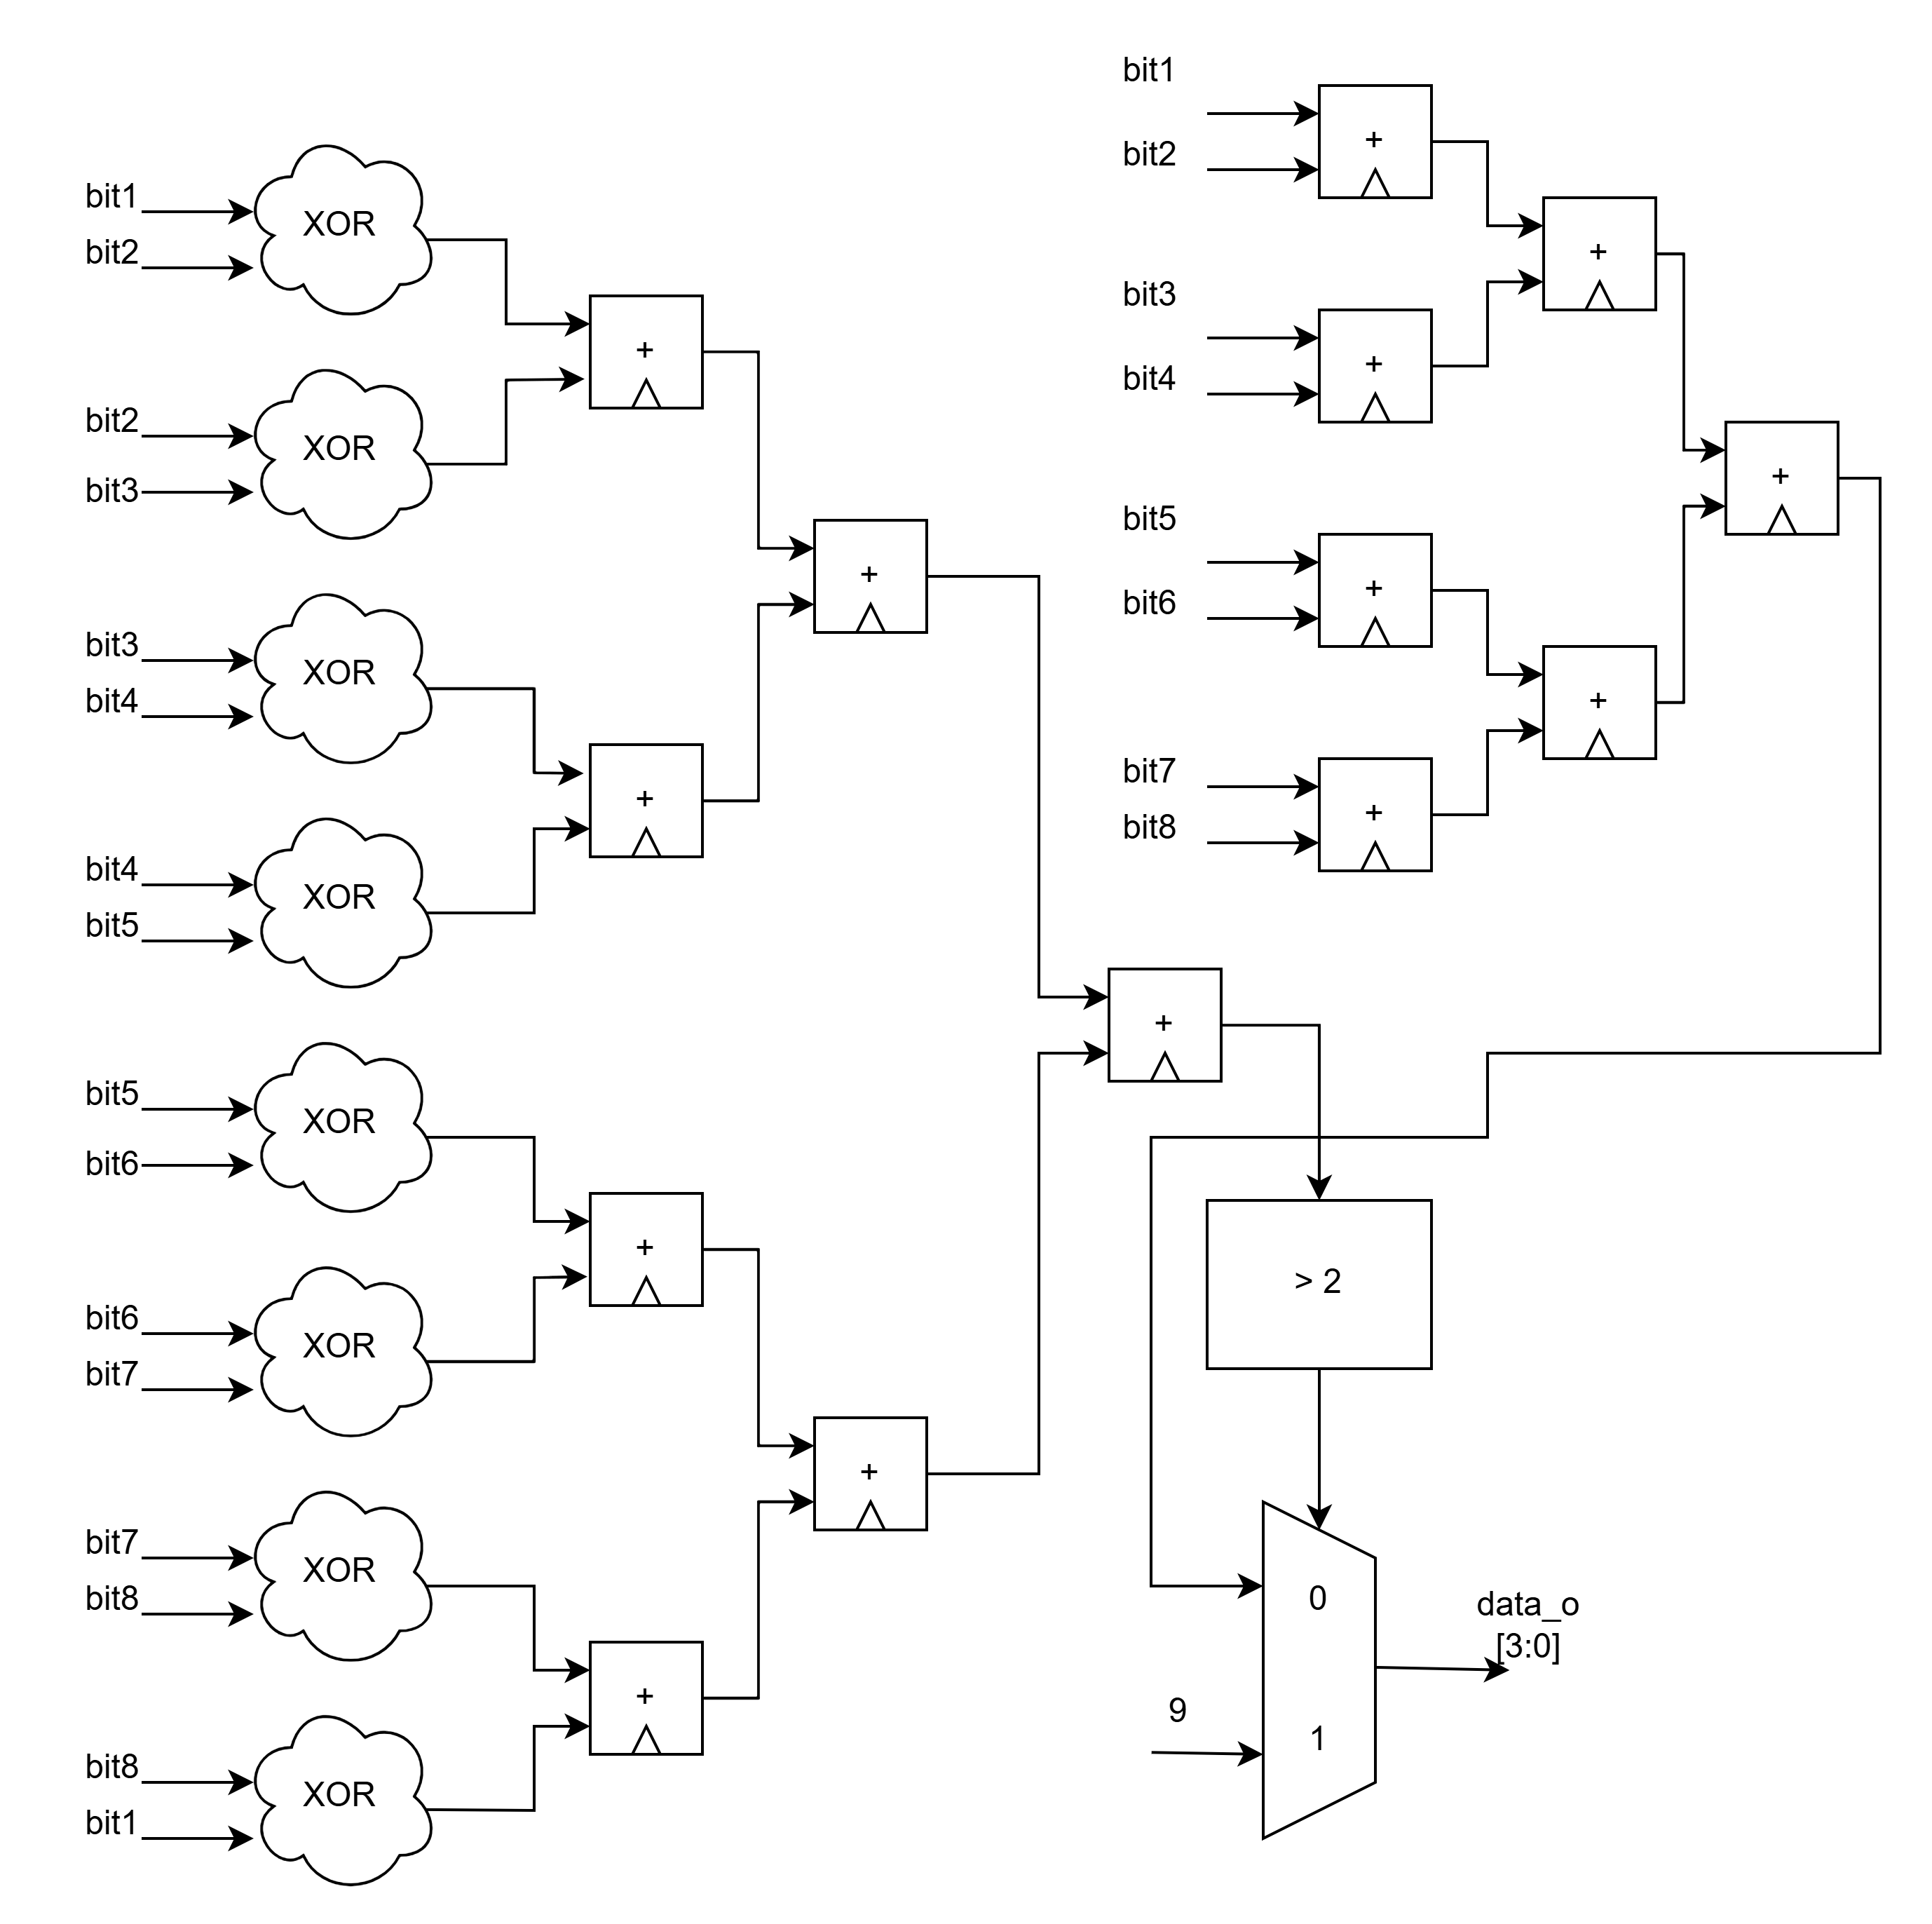 bit1
bit2
XOR
bit2
bit3
XOR
+
bit3
bit4
XOR
bit4
bit5
XOR
+
+
bit5
bit6
XOR
bit6
bit7
XOR
+
bit7
bit8
XOR
bit8
bit1
XOR
+
+
+
bit1
bit2
+
bit3
bit4
+
+
bit5
bit6
+
bit7
bit8
+
+
+
> 2
0
1
9
data_o
[3:0]